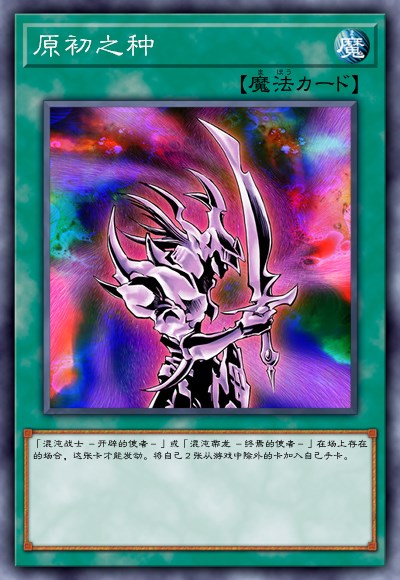 原初之种
魔
【魔法カード】
ま ほう
「混沌战士 －开辟的使者－」或「混沌帝龙 －终焉的使者－」在场上存在
的场合，这张卡才能发动。将自己２张从游戏中除外的卡加入自己手卡。